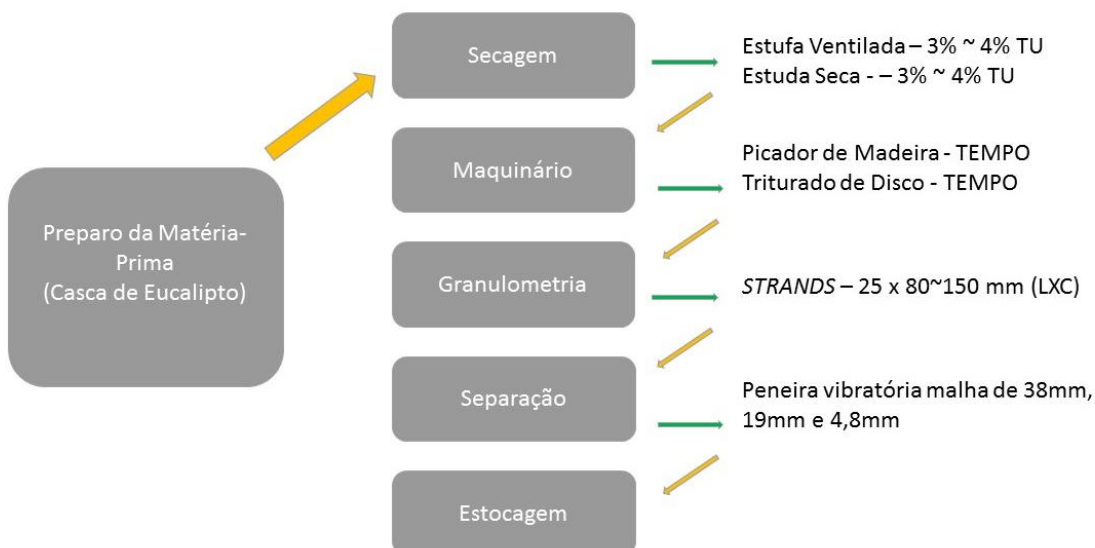 Preparo da Matéria-
Prima
(Casca de Eucalipto)
Secagem
Estufa Ventilada – 3% ~ 4% TU
Estuda Seca - – 3% ~ 4% TU
Maquinário
Picador de Madeira - TEMPO
Triturado de Disco - TEMPO
Granulometria
STRANDS – 25 x 80~150 mm (LXC)
Separação
Peneira vibratória malha de 38mm,
19mm e 4,8mm
Estocagem